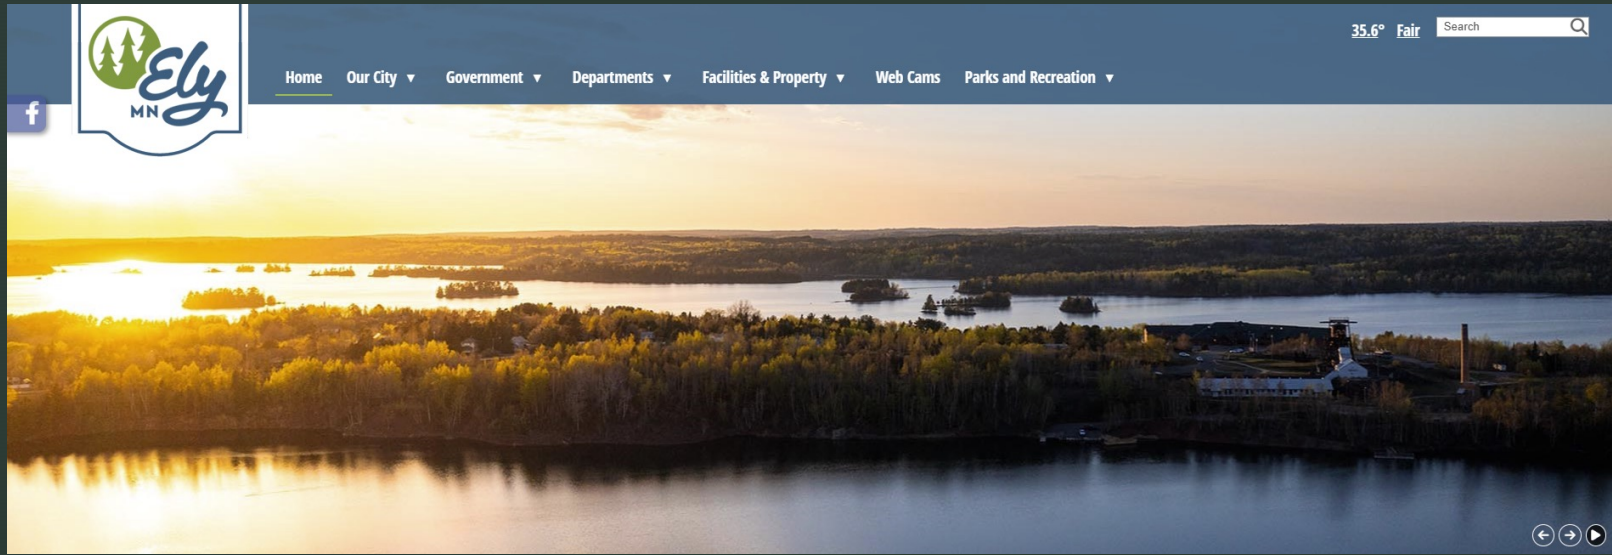 Ely
MN
35.6° Fair Search
Home Our City ▼ Government ▼ Departments ▼ Facilities & Property ▼ Web Cams Parks and Recreation ▼
f